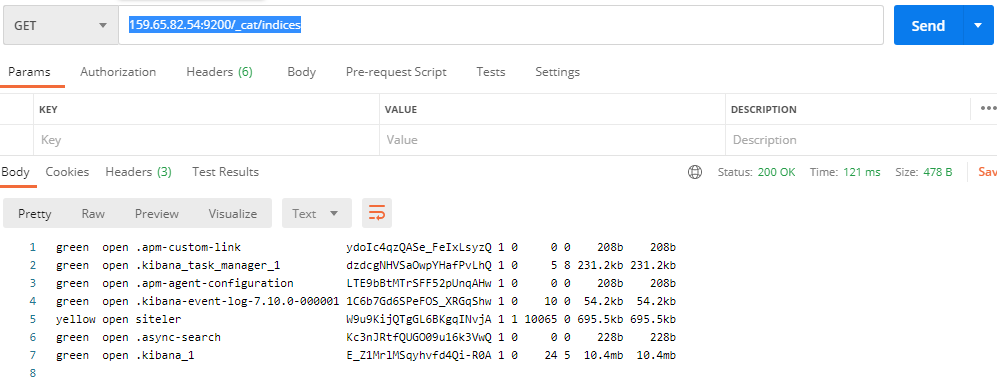 GET 159.65.82.54:9200/_cat/indices Send
Params Authorization Headers (6) Body Pre-request Script Tests Settings
KEY VALUE DESCRIPTION
Key Value Description
Body Cookies Headers (3) Test Results Status: 200 OK Time: 121 ms Size: 478 B Sav
Pretty Raw Preview Visualize Text
1 green open .apm-custom-link ydoIc4qzQASe_FeIxLsyzQ 1 0 0 0 208b 208b
2 green open .kibana_task_manager_1 dzdcgNHVSaOwpYHafPvLhQ 1 0 5 8 231.2kb 231.2kb
3 green open .apm-agent-configuration LTE9bBtMTrSFF52pUnqAHw 1 0 0 0 208b 208b
4 green open .kibana-event-log-7.10.0-000001 1C6b7Gd6SPeFOS_XRGqShw 1 0 10 0 54.2kb 54.2kb
5 yellow open siteler W9u9KijQTgGL6BKgqINvjA 1 1 10065 0 695.5kb 695.5kb
6 green open .async-search Kc3nJRtfQUGO09u16k3VwQ 1 0 0 0 228b 228b
7 green open .kibana_1 E_Z1MrlMSqyhvfd4Qi-R0A 1 0 24 5 10.4mb 10.4mb
8